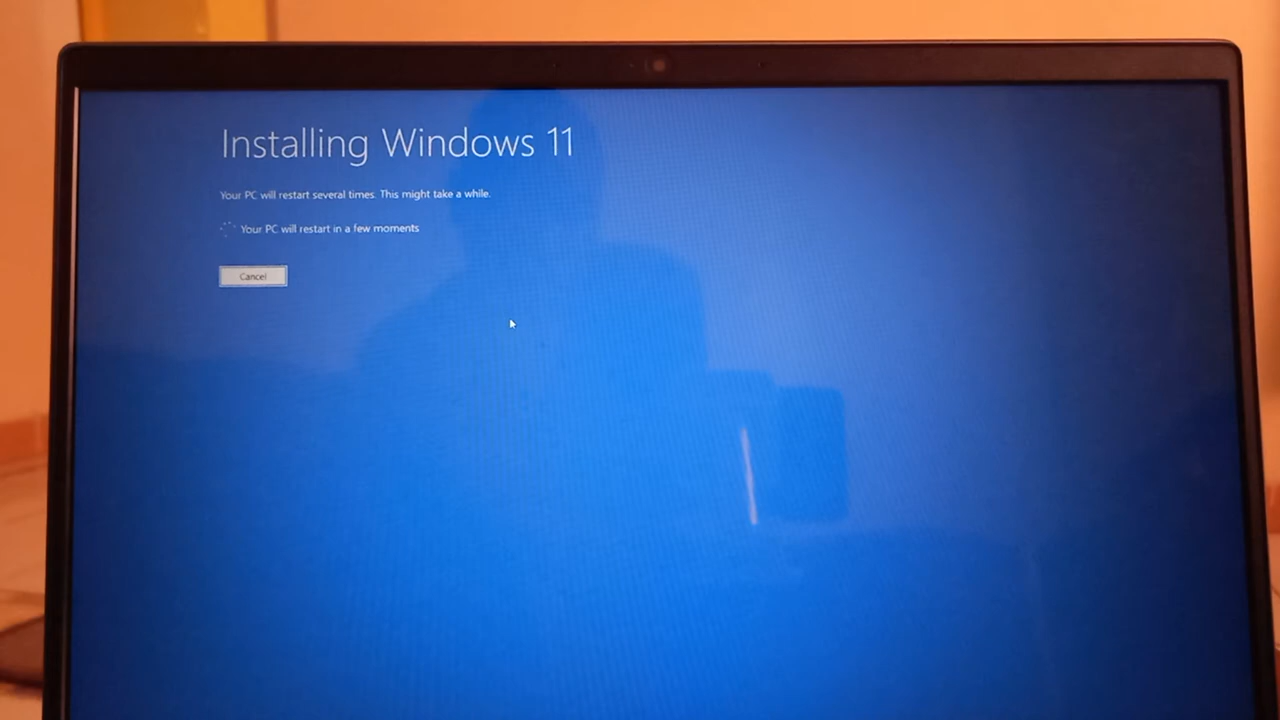 Installing Windows 11
Your PC will restart several times. This might take a while.
Your PC will restart in a few moments
Cancel